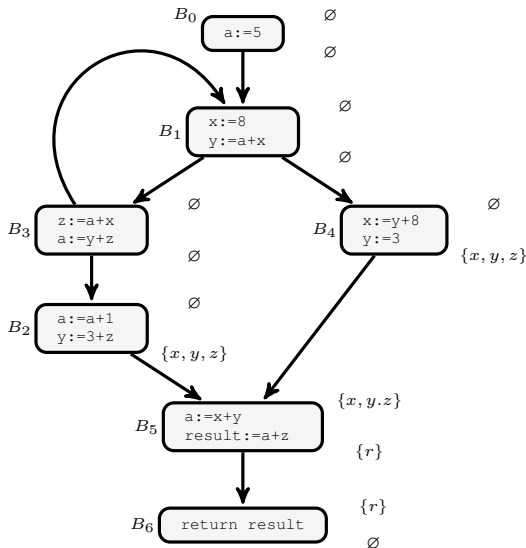 B0
∅
a:=5
∅
∅
B1
x:=8
y:=a+x
∅
∅
∅
B3
z:=a+x
a:=y+z
B4
x:=y+8
y:=3
∅
{x, y, z}
∅
B2
a:=a+1
y:=3+z
{x, y, z}
{x, y.z}
B5
a:=x+y
result:=a+z
{r}
{r}
B6
return result
∅